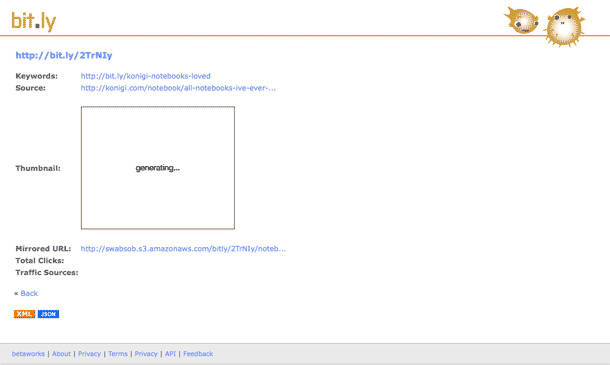 bit.ly
http://bit.ly/2TrNIy
Keywords: http://bit.ly/konigi-notebooks-loved
Source: http://konigi.com/notebook/all-notebooks-ive-ever-...
generating...
Thumbnail:
Mirrored URL: http://swabsob.s3.amazonaws.com/bitly/2TrNIy/noteb...
Total Clicks:
Traffic Sources:
« Back
XML JSON
betaworks | About | Privacy | Terms | Privacy | API | Feedback